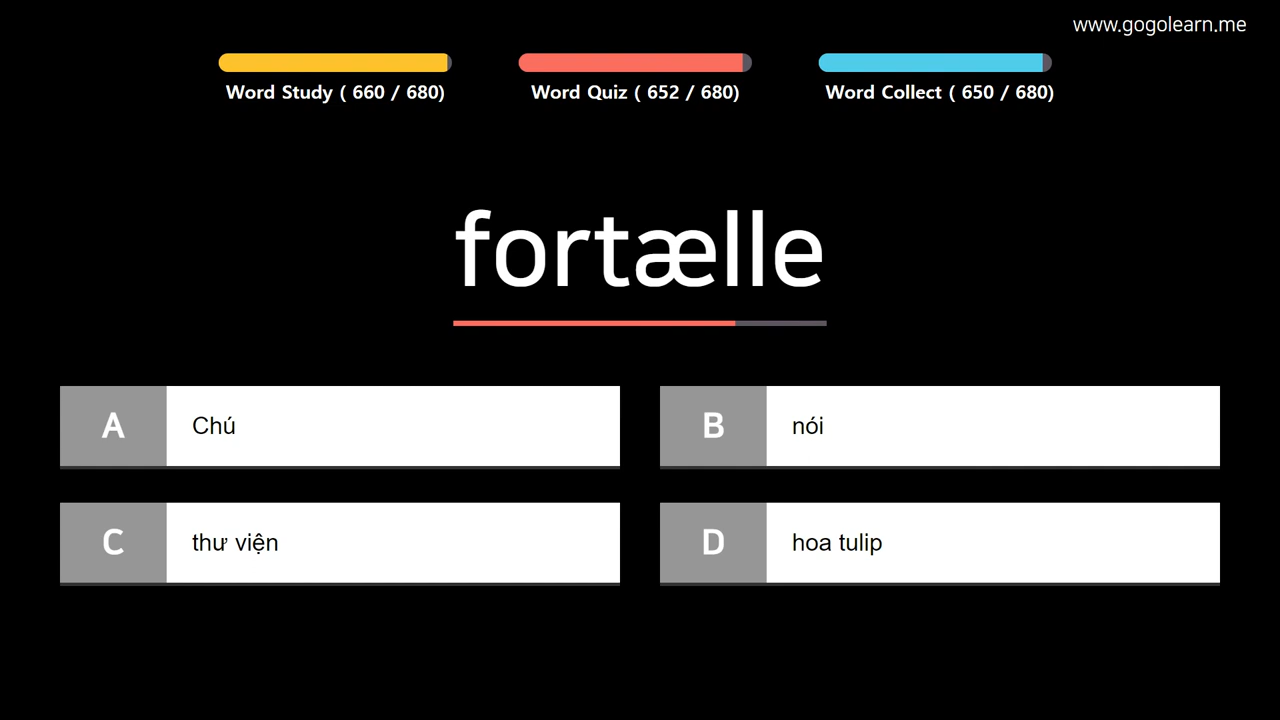 www.gogolearn.me
Word Study ( 660 / 680)
Word Quiz ( 652 / 680)
Word Collect ( 650 / 680)
fortælle
A Chú
B nói
C thư viện
D hoa tulip